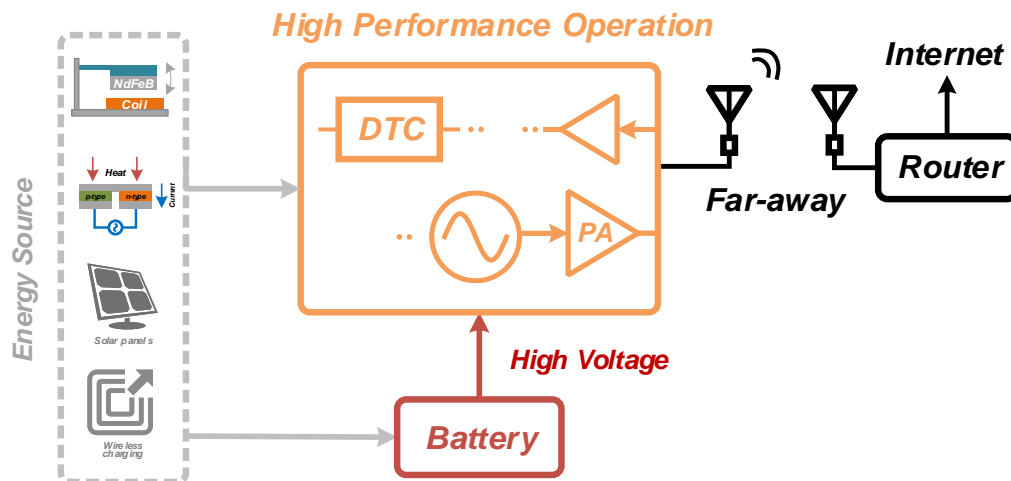 High Performance Operation
NdFeB
Coil
DTC
Internet
Router
Heat
p-type
n-type
Current
Far-away
PA
Energy Source
Solar panels
High Voltage
Wireless
charging
Battery